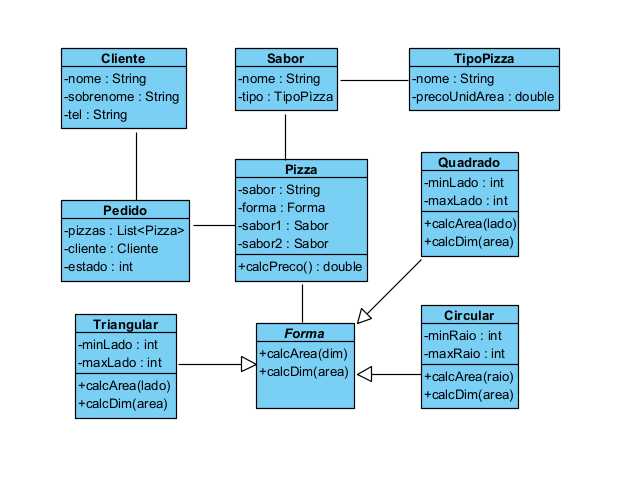 Cliente
-nome : String
-sobrenome : String
-tel : String
Sabor
-nome : String
-tipo : TipoPizza
TipoPizza
-nome : String
-precoUnidArea : double
Quadrado
-minLado : int
-maxLado : int
+calcArea(lado)
+calcDim(area)
Pizza
-sabor : String
-forma : Forma
-sabor1 : Sabor
-sabor2 : Sabor
+calcPreco() : double
Pedido
-pizzas : List<Pizza>
-cliente : Cliente
-estado : int
Triangular
-minLado : int
-maxLado : int
+calcArea(lado)
+calcDim(area)
Forma
+calcArea(dim)
+calcDim(area)
Circular
-minRaio : int
-maxRaio : int
+calcArea(raio)
+calcDim(area)